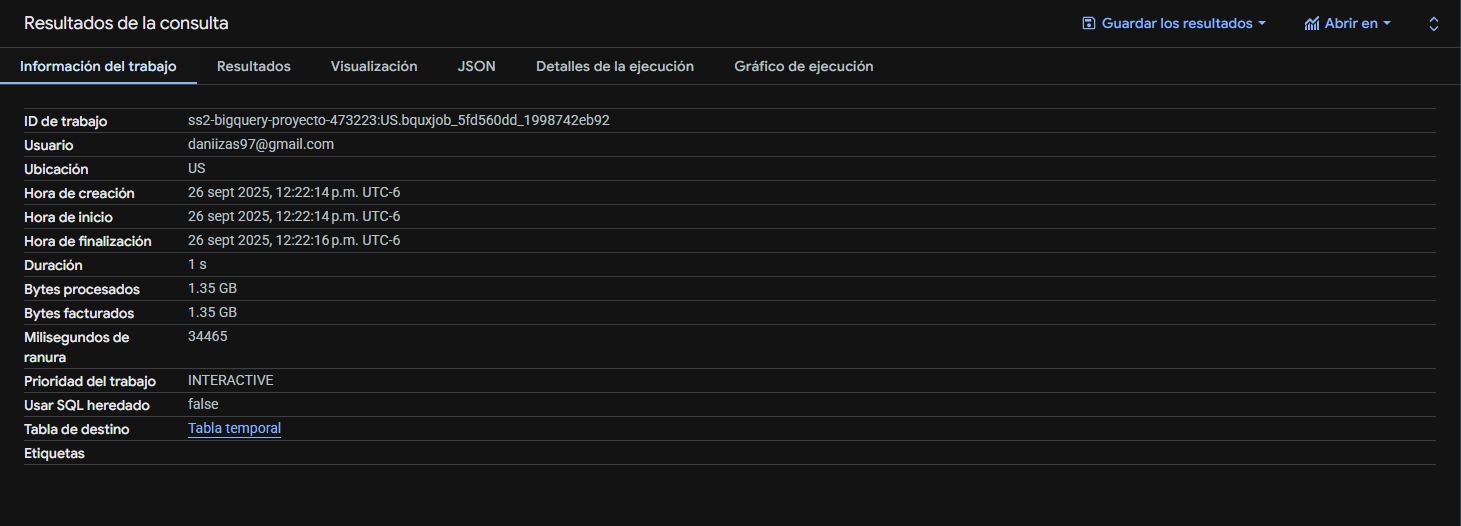 Resultados de la consulta
Guardar los resultados
Abrir en
Información del trabajo
Resultados
Visualización
JSON
Detalles de la ejecución
Gráfico de ejecución
ID de trabajo ss2-bigquery-proyecto-473223:US.bquxjob_5fd560dd_1998742eb92
Usuario daniizas97@gmail.com
Ubicación US
Hora de creación 26 sept 2025, 12:22:14 p.m. UTC-6
Hora de inicio 26 sept 2025, 12:22:14 p.m. UTC-6
Hora de finalización 26 sept 2025, 12:22:16 p.m. UTC-6
Duración 1 s
Bytes procesados 1.35 GB
Bytes facturados 1.35 GB
Milisegundos de 34465
ranura
Prioridad del trabajo INTERACTIVE
Usar SQL heredado false
Tabla de destino Tabla temporal
Etiquetas